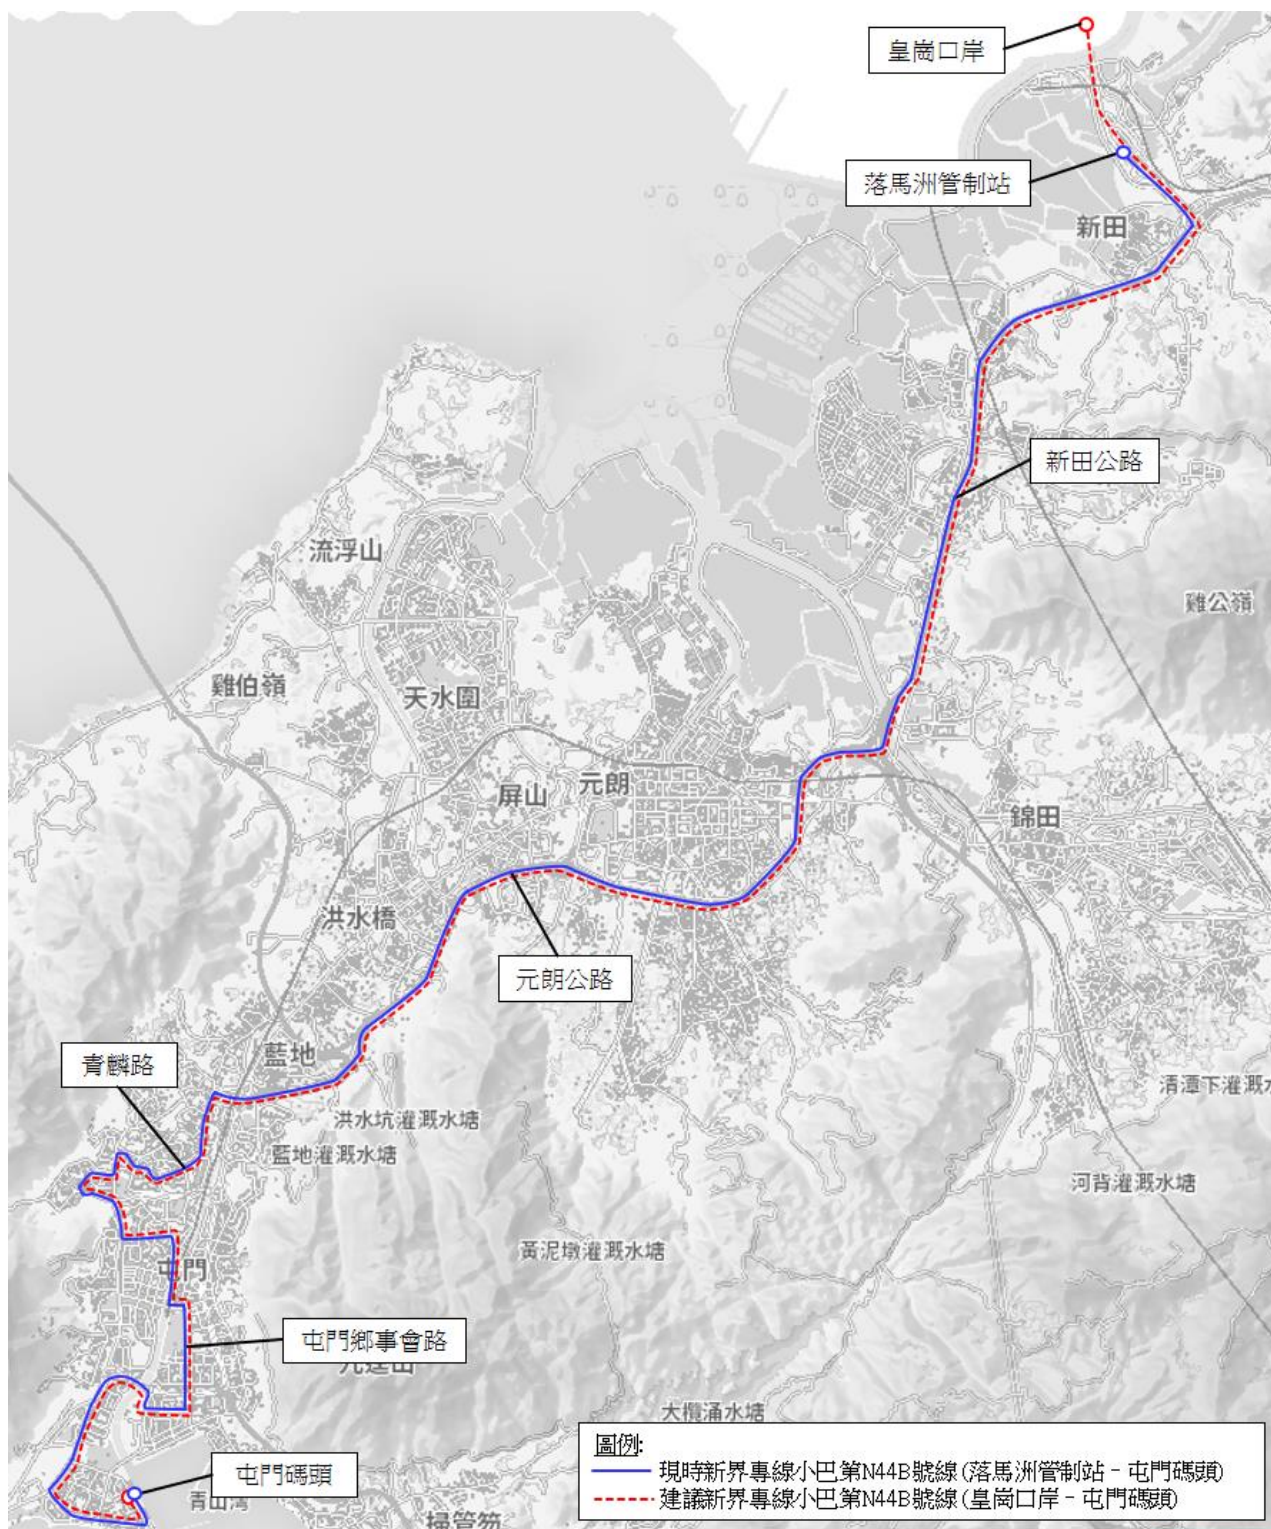 皇崗口岸
落馬洲管制站
新田
新田公路
流浮山
雞公嶺
雞伯嶺
天水圍
屏山
元朗
錦田
洪水橋
元朗公路
藍地
青麟路
清潭下灌溉水
洪水坑灌溉水塘
藍地灌溉水塘
河背灌溉水塘
黃泥墩灌溉水塘
屯門
屯門鄉事會路
九逕山
大欖涌水塘
屯門碼頭
青山灣
掃管笏
圖例:
現時新界專線小巴第N44B號線(落馬洲管制站 - 屯門碼頭)
建議新界專線小巴第N44B號線(皇崗口岸 - 屯門碼頭)